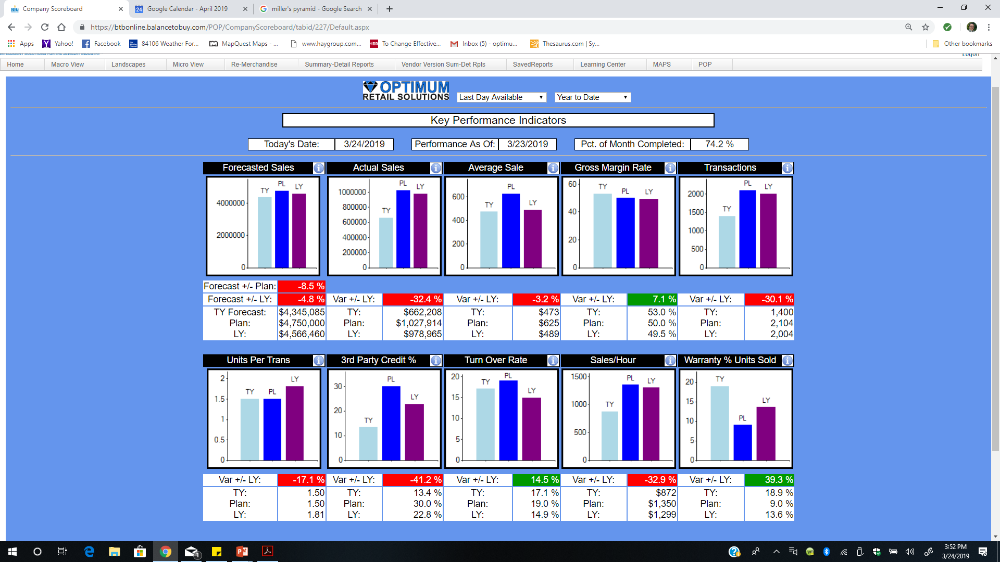 Company Scoreboard
Google Calendar - April 2019
miller's pyramid - Google Search
https://btbonline.balancetobuy.com/POP/CompanyScoreboard/tabid/227/Default.aspx
Apps Yahoo! Facebook 84106 Weather For... MapQuest Maps - ... www.haygroup.com... HBR To Change Effective... Inbox (5) - optimu... Thesaurus.com | Sy... Other bookmarks
Logon
Home Macro View Landscapes Micro View Re-Merchandise Summary-Detail Reports Vendor Version Sum-Det Rpts SavedReports Learning Center MAPS POP
OPTIMUM
RETAIL SOLUTIONS
Last Day Available Year to Date
Key Performance Indicators
Today's Date: 3/24/2019 Performance As Of: 3/23/2019 Pct. of Month Completed: 74.2 %
Forecasted Sales Actual Sales Average Sale Gross Margin Rate Transactions
TY PL LY
4000000
2000000
0
TY PL LY
1000000
800000
600000
400000
200000
0
TY PL LY
600
400
200
0
TY PL LY
60
40
20
0
TY PL LY
2000
1500
1000
500
0
Forecast +/- Plan: -8.5 %
Forecast +/- LY: -4.8 % Var +/- LY: -32.4 % Var +/- LY: -3.2 % Var +/- LY: 7.1 % Var +/- LY: -30.1 %
TY Forecast: $4,345,085 TY: $662,208 TY: $473 TY: 53.0 % TY: 1,400
Plan: $4,750,000 Plan: $1,027,914 Plan: $625 Plan: 50.0 % Plan: 2,104
LY: $4,566,460 LY: $978,965 LY: $489 LY: 49.5 % LY: 2,004
Units Per Trans 3rd Party Credit % Turn Over Rate Sales/Hour Warranty % Units Sold
TY PL LY
2
1.5
1
0.5
0
TY PL LY
30
20
10
0
TY PL LY
20
15
10
5
0
TY PL LY
1500
1000
500
0
TY PL LY
20
15
10
5
0
Var +/- LY: -17.1 % Var +/- LY: -41.2 % Var +/- LY: 14.5 % Var +/- LY: -32.9 % Var +/- LY: 39.3 %
TY: 1.50 TY: 13.4 % TY: 17.1 % TY: $872 TY: 18.9 %
Plan: 1.50 Plan: 30.0 % Plan: 19.0 % Plan: $1,350 Plan: 9.0 %
LY: 1.81 LY: 22.8 % LY: 14.9 % LY: $1,299 LY: 13.6 %
3:52 PM
3/24/2019